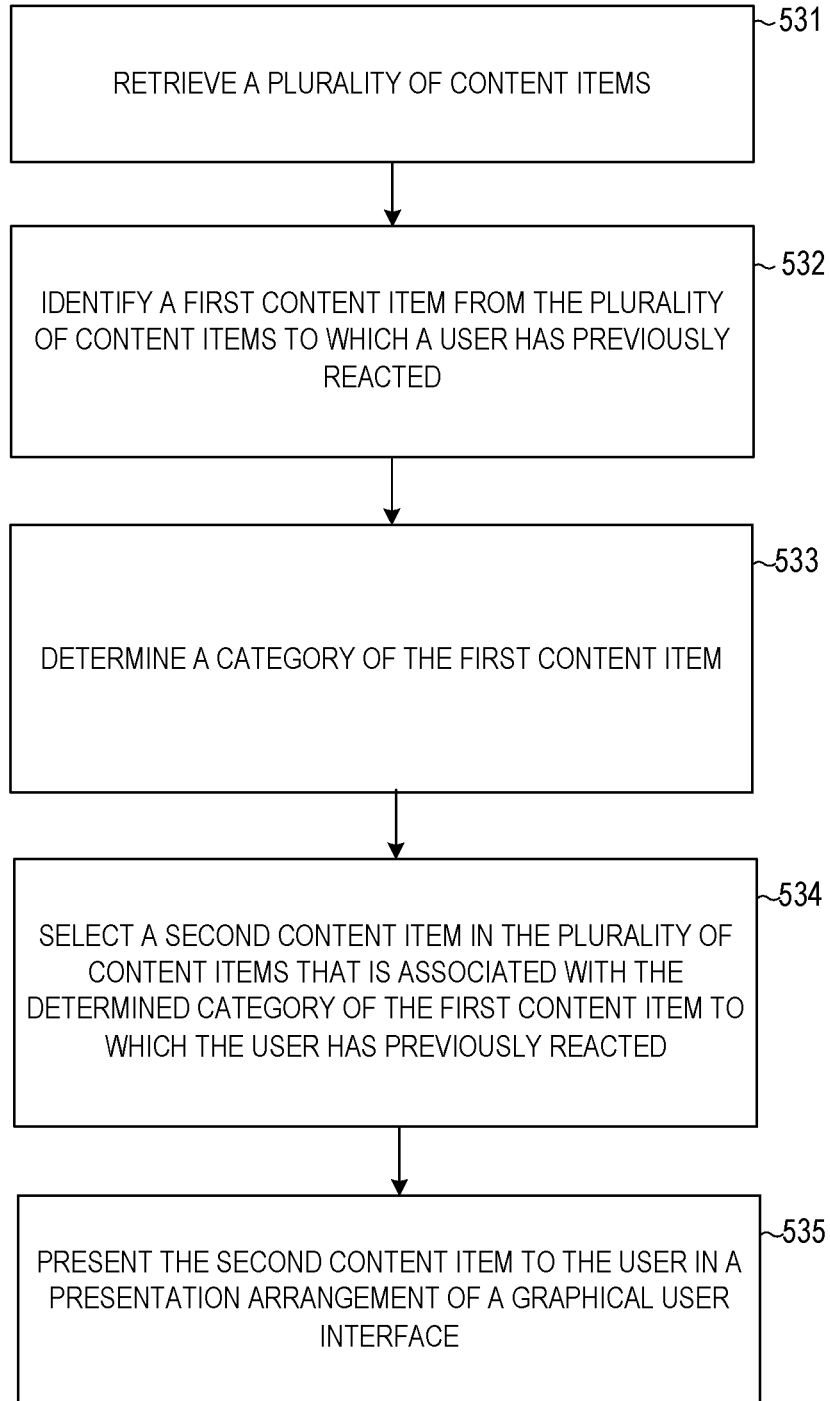 531
RETRIEVE A PLURALITY OF CONTENT ITEMS
532
IDENTIFY A FIRST CONTENT ITEM FROM THE PLURALITY
OF CONTENT ITEMS TO WHICH A USER HAS PREVIOUSLY
REACTED
533
DETERMINE A CATEGORY OF THE FIRST CONTENT ITEM
534
SELECT A SECOND CONTENT ITEM IN THE PLURALITY OF
CONTENT ITEMS THAT IS ASSOCIATED WITH THE
DETERMINED CATEGORY OF THE FIRST CONTENT ITEM TO
WHICH THE USER HAS PREVIOUSLY REACTED
535
PRESENT THE SECOND CONTENT ITEM TO THE USER IN A
PRESENTATION ARRANGEMENT OF A GRAPHICAL USER
INTERFACE